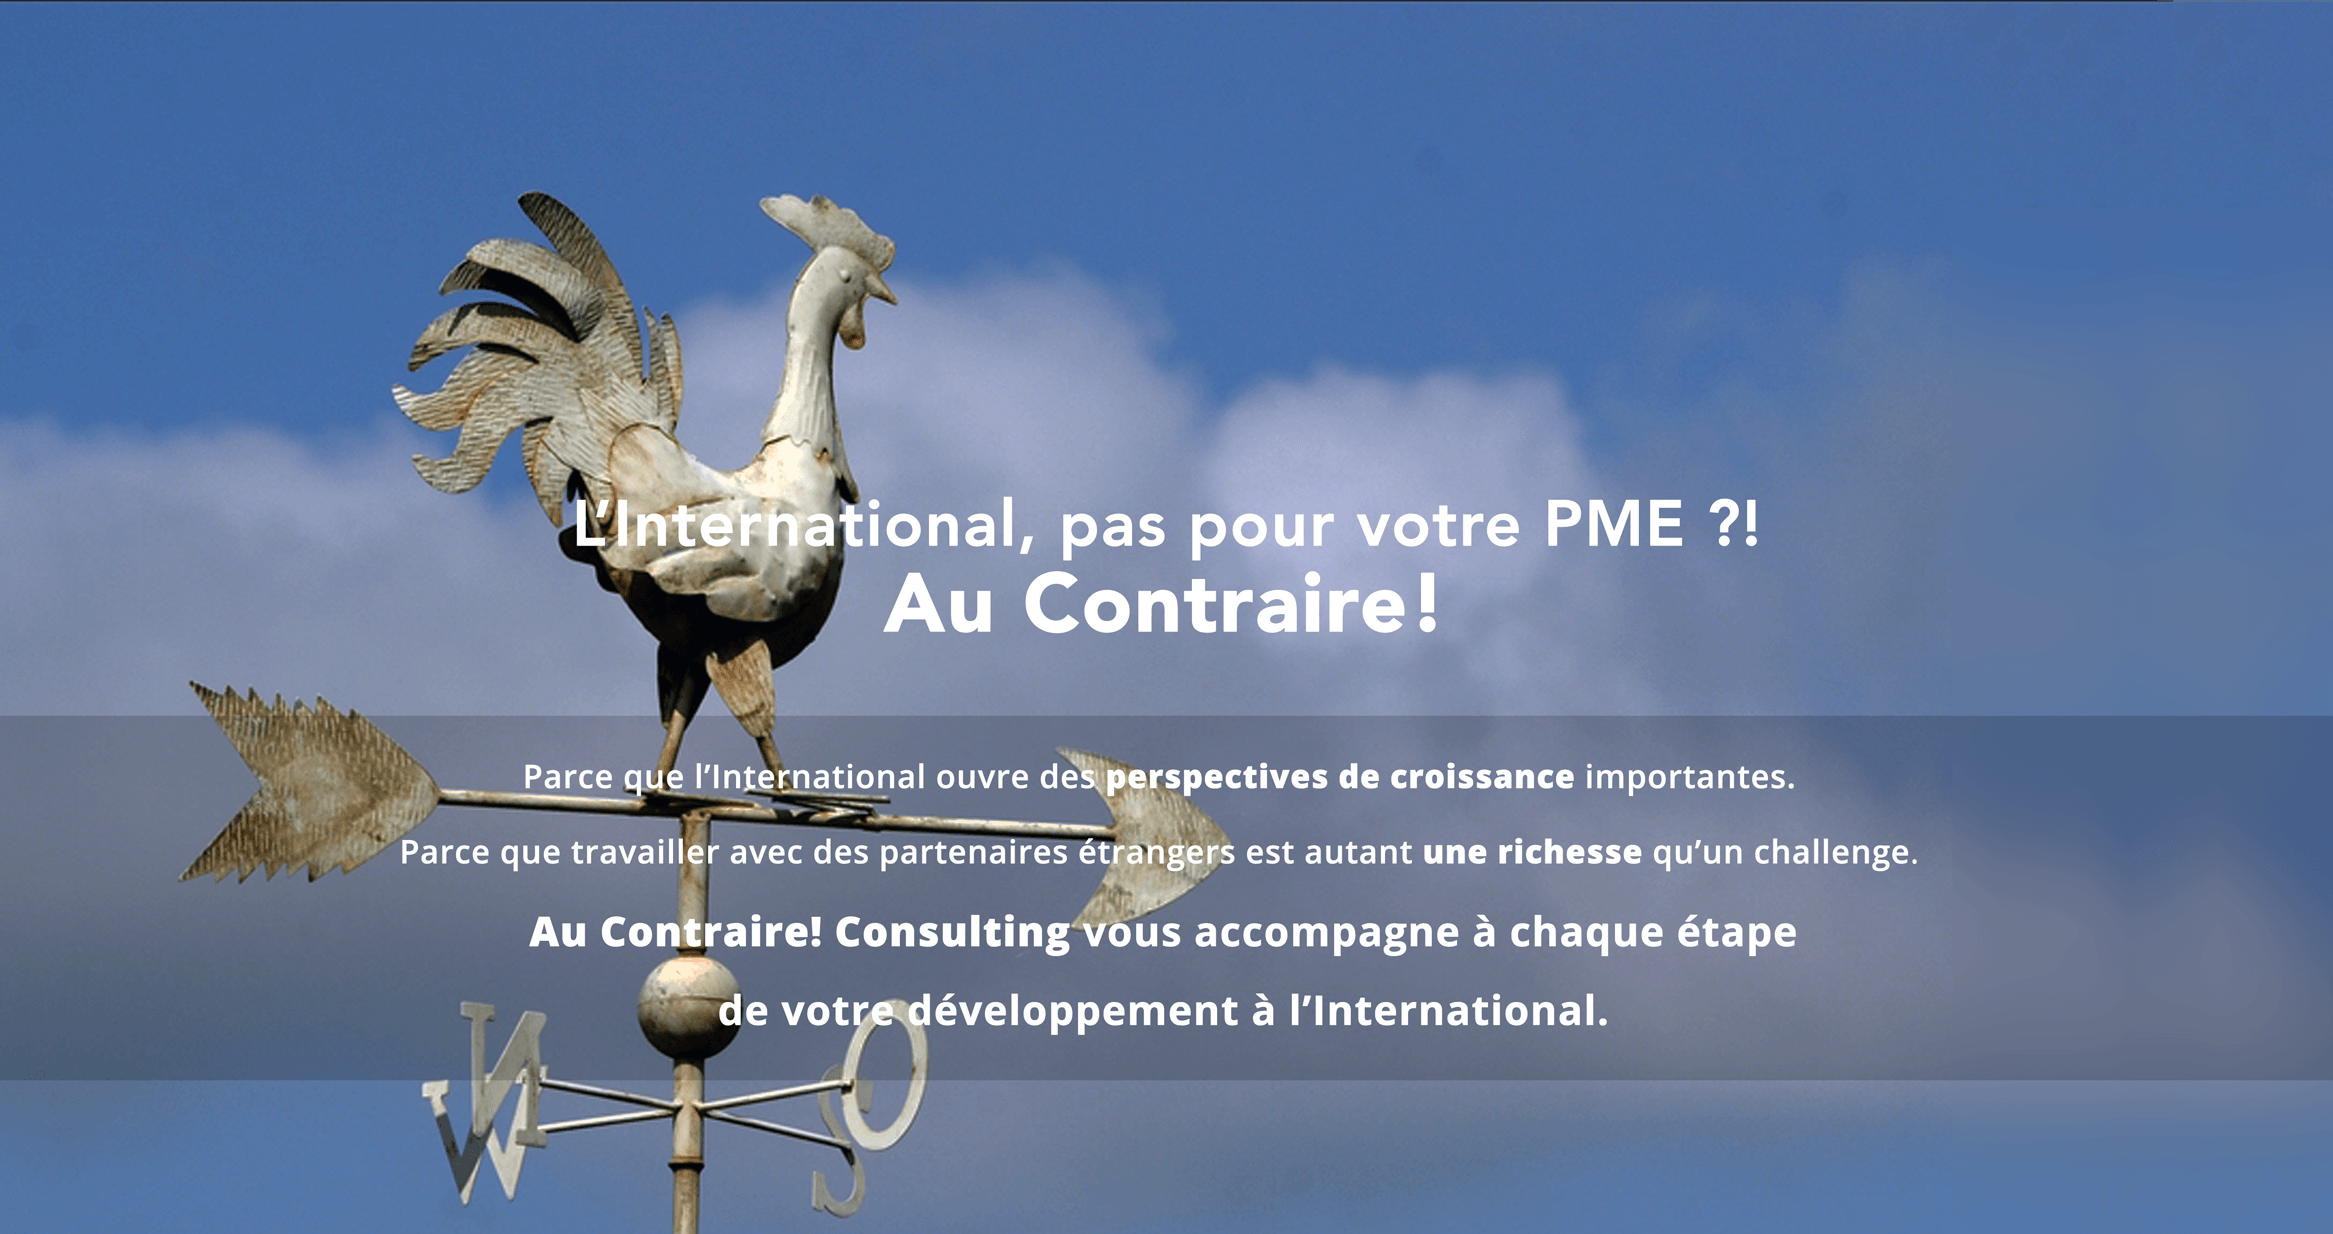 L’International, pas pour votre PME ?!
Au Contraire!
Parce que l’International ouvre des perspectives de croissance importantes.
Parce que travailler avec des partenaires étrangers est autant une richesse qu’un challenge.
Au Contraire! Consulting vous accompagne à chaque étape
de votre développement à l’International.
N O
W S